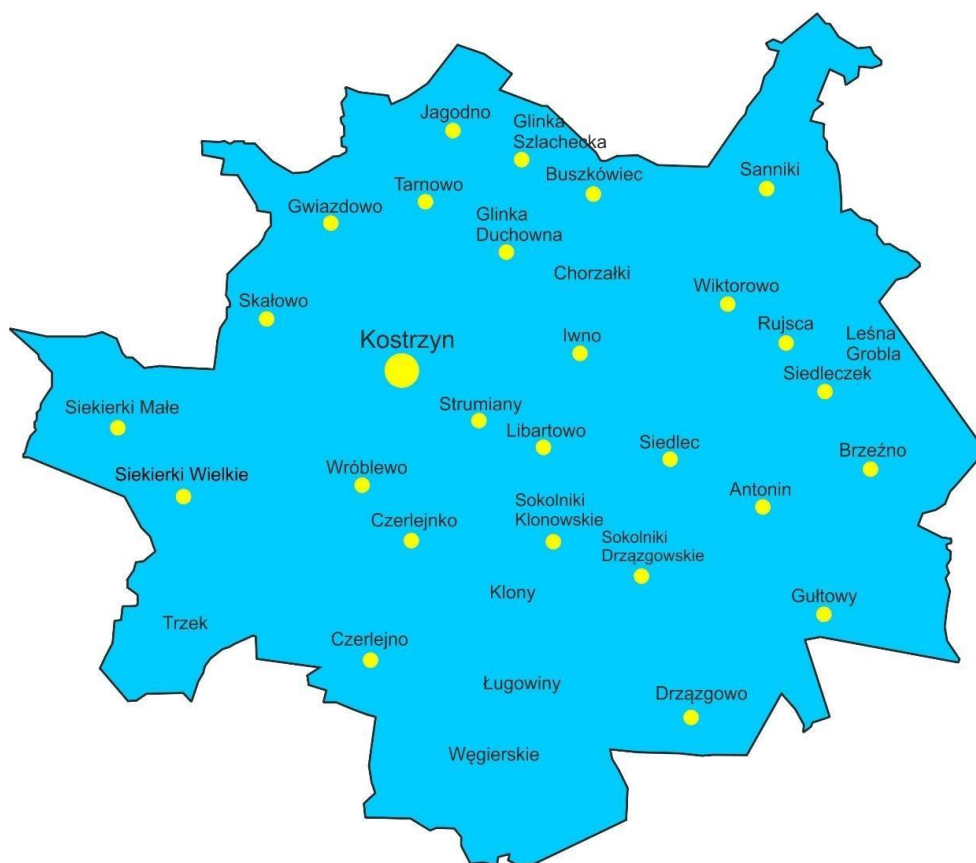 Jagodno
Glinka
Szlachecka
Buszkówiec
Sanniki
Tarnowo
Gwiazdowo
Glinka
Duchowna
Chorzałki
Wiktorowo
Skałowo
Rujsca
Leśna
Grobla
Kostrzyn
Iwno
Siedleczek
Siekierki Małe
Strumiany
Libartowo
Siedlec
Brzeźno
Siekierki Wielkie
Wróblewo
Antonin
Sokolniki
Klonowskie
Czerlejnko
Sokolniki
Drzązgowskie
Klony
Gułtowy
Trzek
Czerlejno
Ługowiny
Drzązgowo
Węgierskie